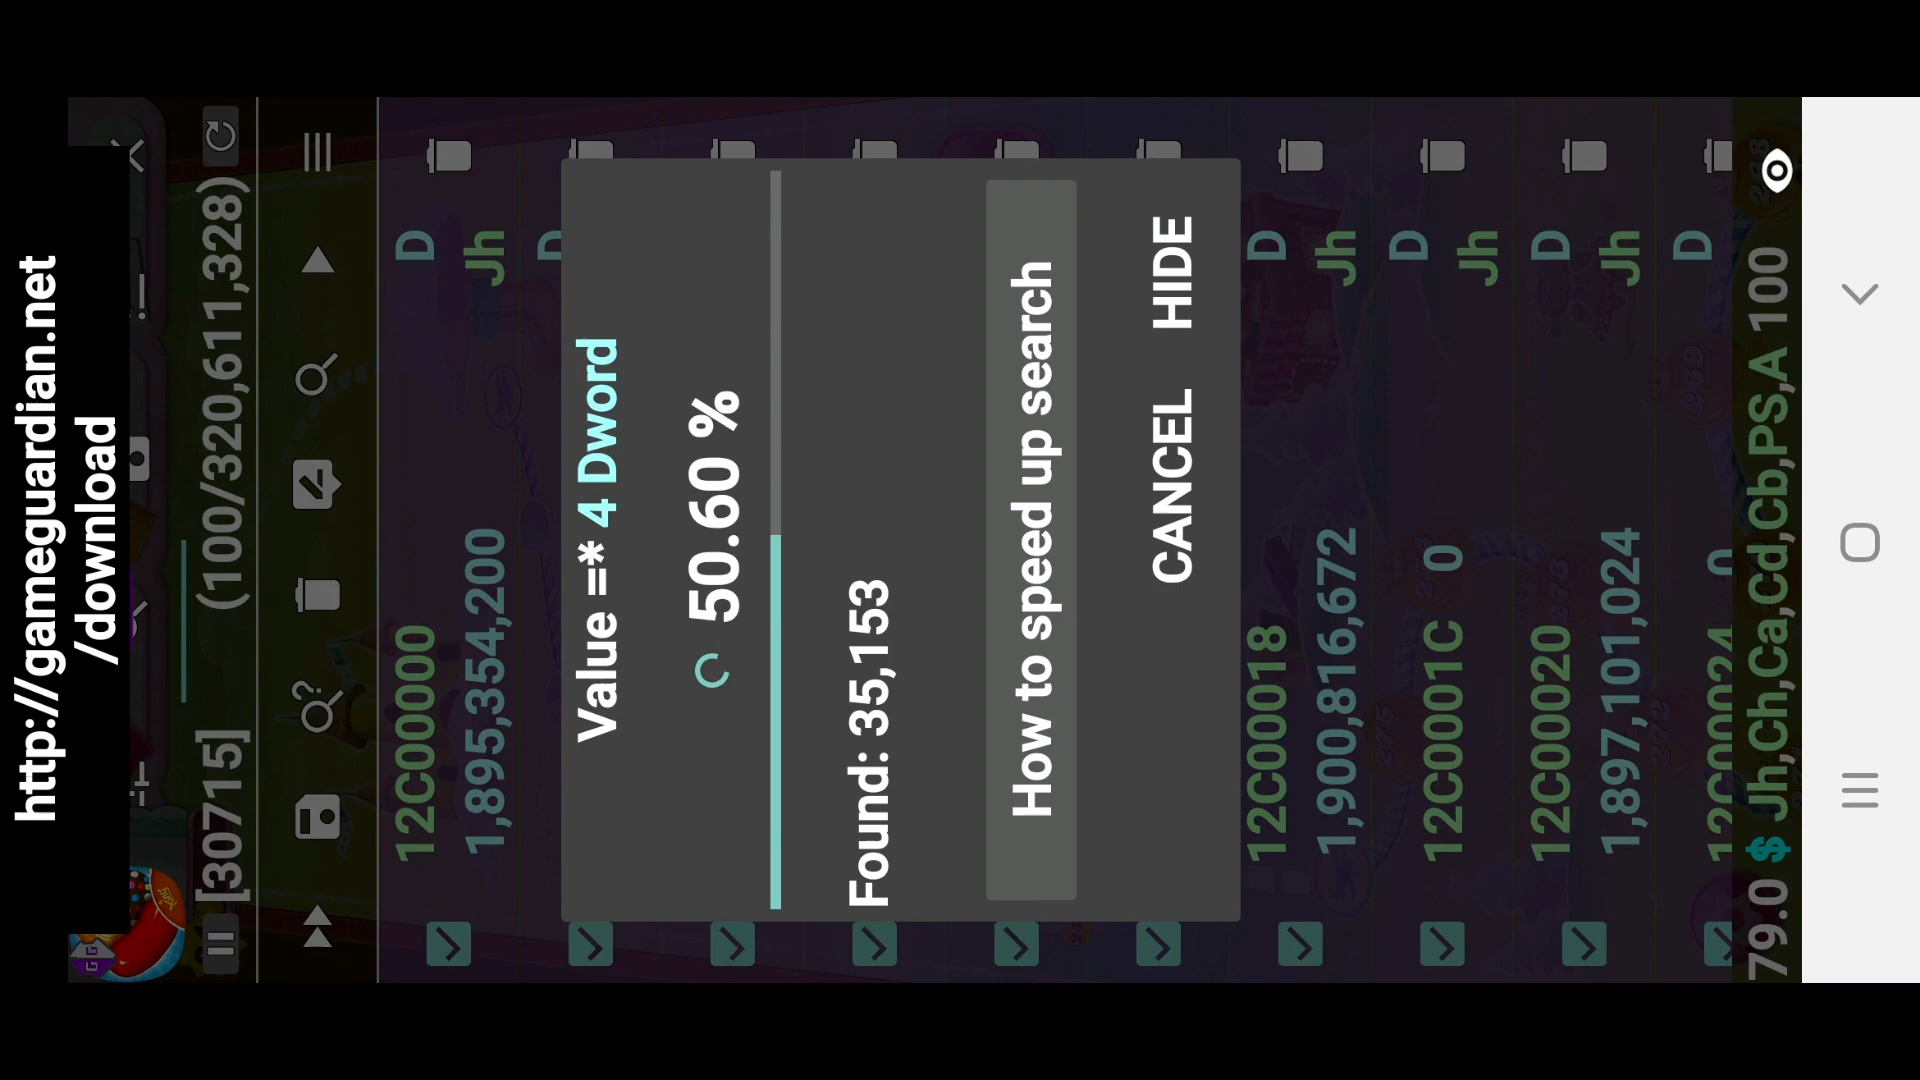 http://gameguardian.net
/download
[30715] (100/320,611,328)
12C00000 D
1,895,354,200 Jh
D
Value =* 4 Dword
50.60 %
Found: 35,153
How to speed up search
CANCEL HIDE
12C00018 D
1,900,816,672 Jh
12C0001C D
0 Jh
12C00020 D
1,897,101,024 Jh
12C00024 D
0
79.0 $ Jh,Ch,Ca,Cd,Cb,PS,A 100